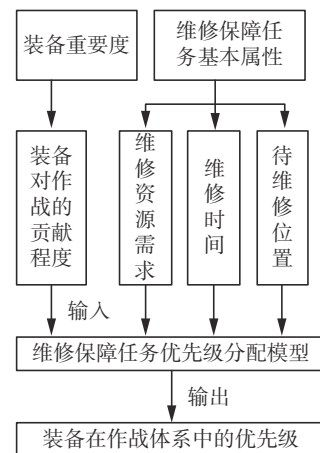 装备重要度
维修保障任
务基本属性
装备
对作
战的
贡献
程度
维修资源需求
维修时间
待维修位置
输入
维修保障任务优先级分配模型
输出
装备在作战体系中的优先级